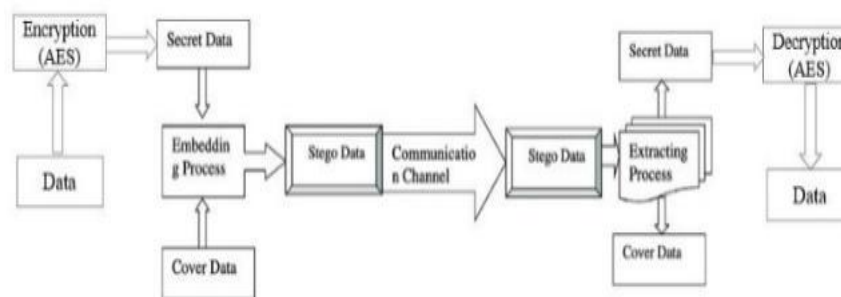 Encryption
(AES)
Secret Data
Data
Embeddin
g Process
Cover Data
Stego Data
Communicatio
n Channel
Stego Data
Secret Data
Extracting
Process
Cover Data
Decryption
(AES)
Data